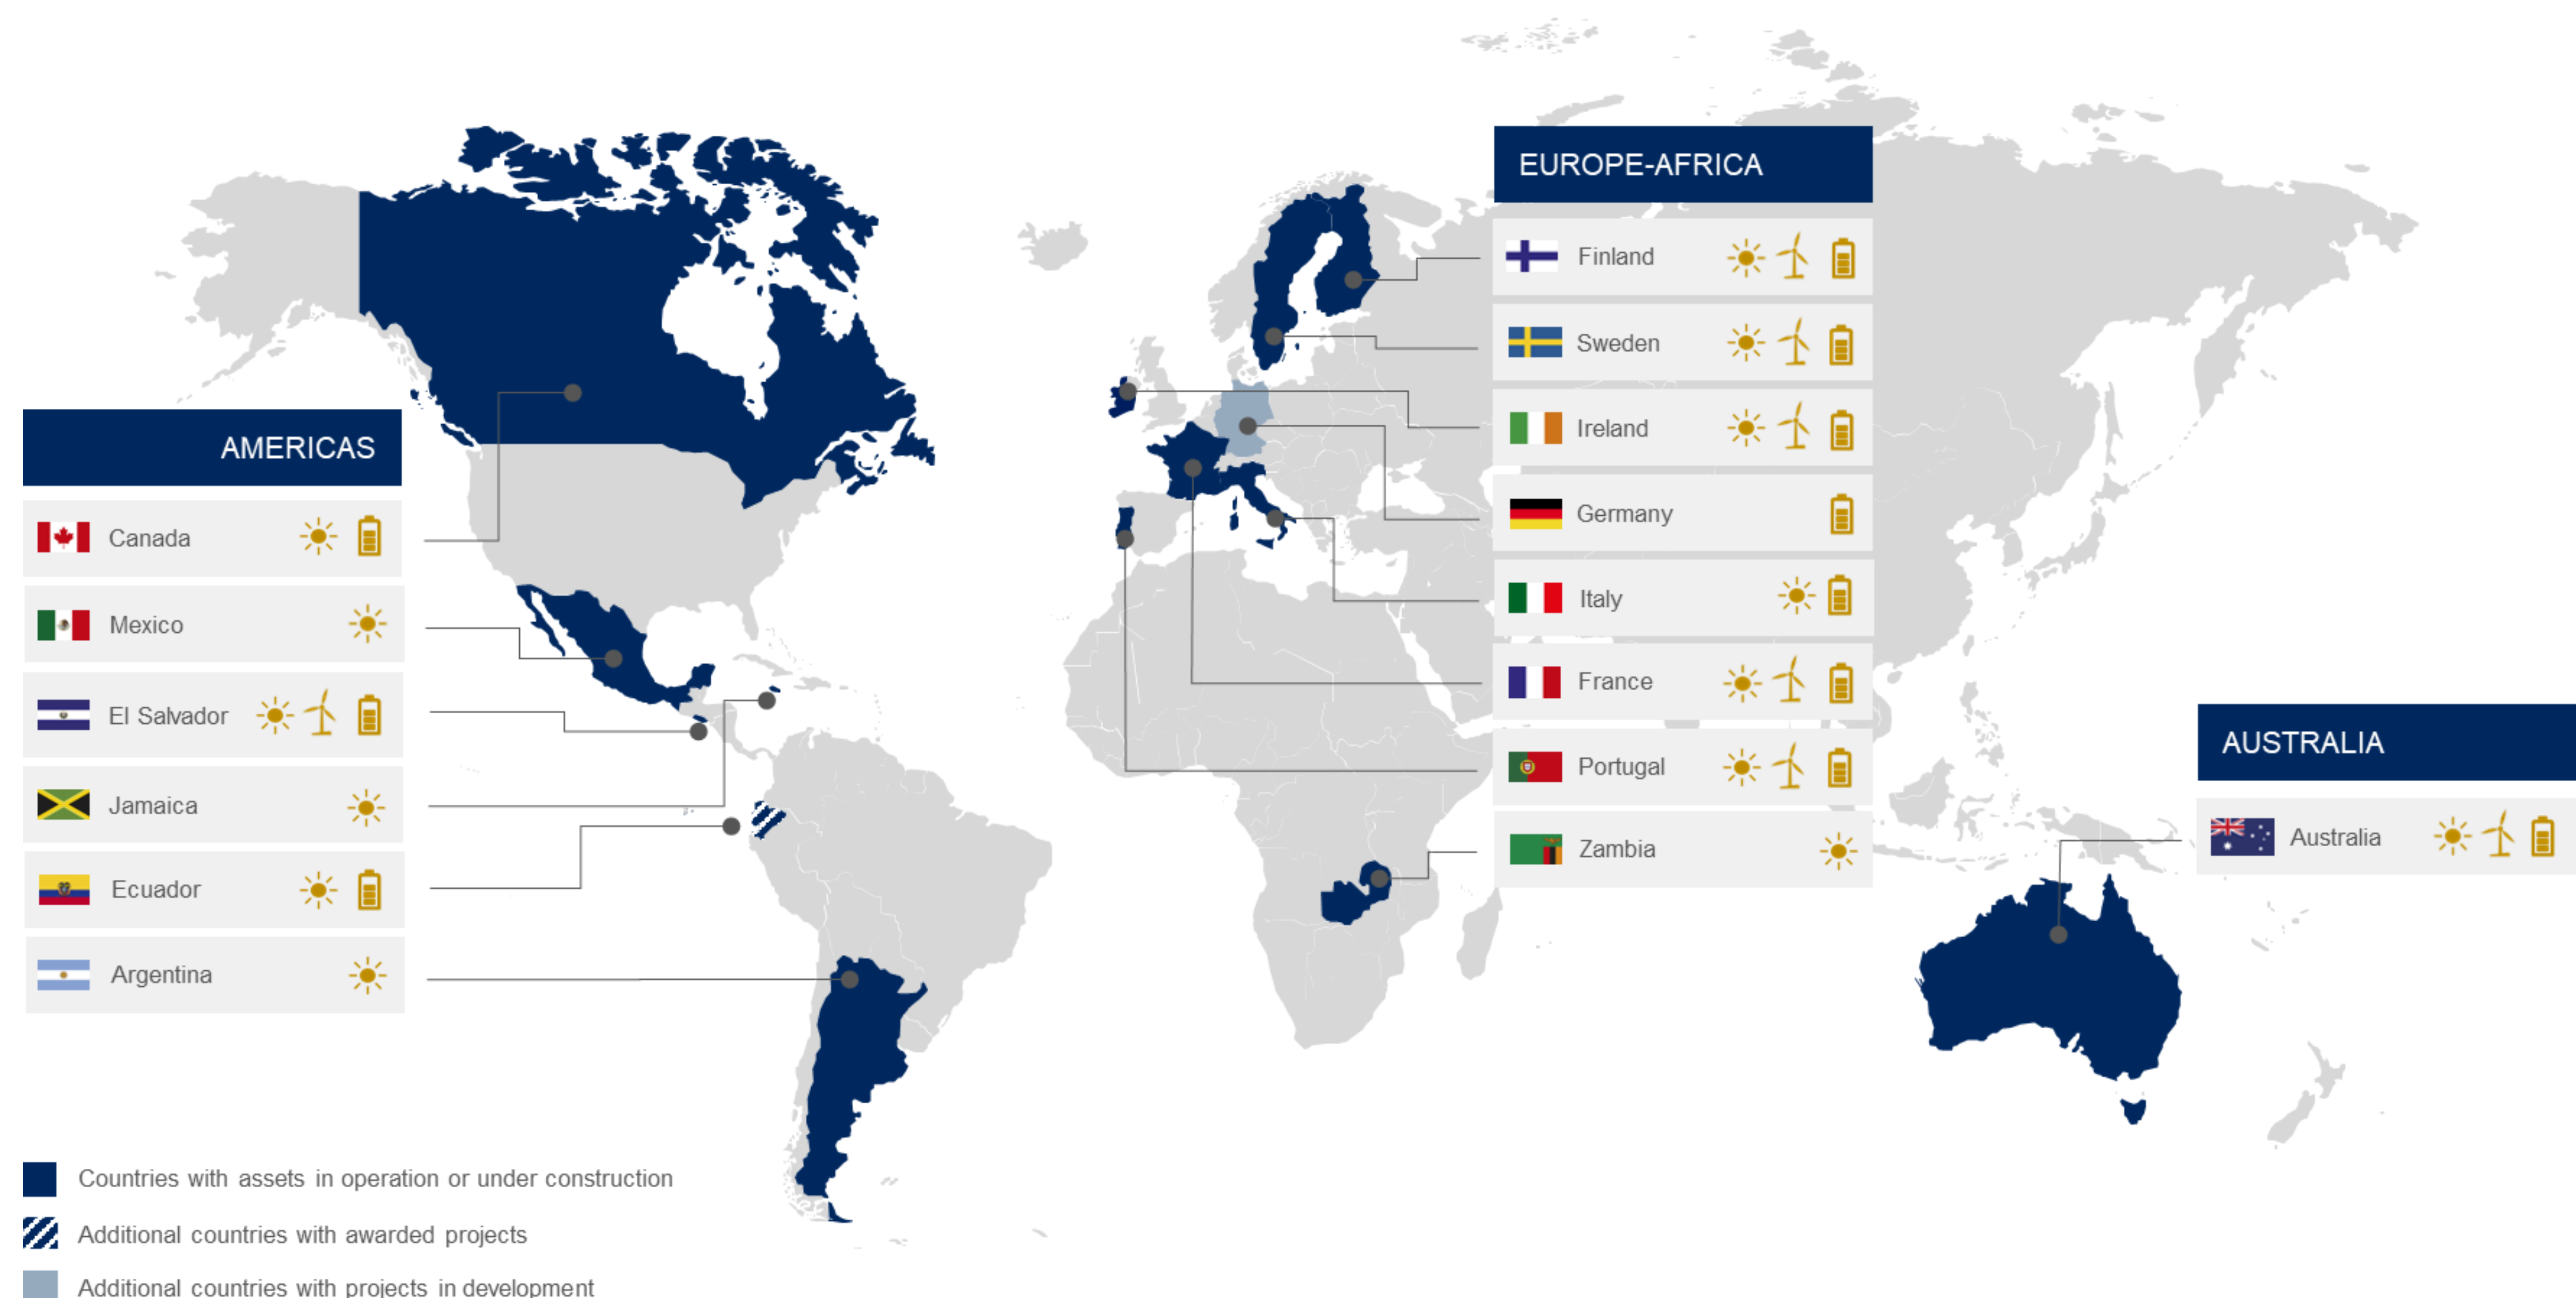 EUROPE-AFRICA
Finland
Sweden
Ireland
Germany
Italy
France
Portugal
Zambia
AMERICAS
Canada
Mexico
El Salvador
Jamaica
Ecuador
Argentina
AUSTRALIA
Australia
Countries with assets in operation or under construction
Additional countries with awarded projects
Additional countries with projects in development